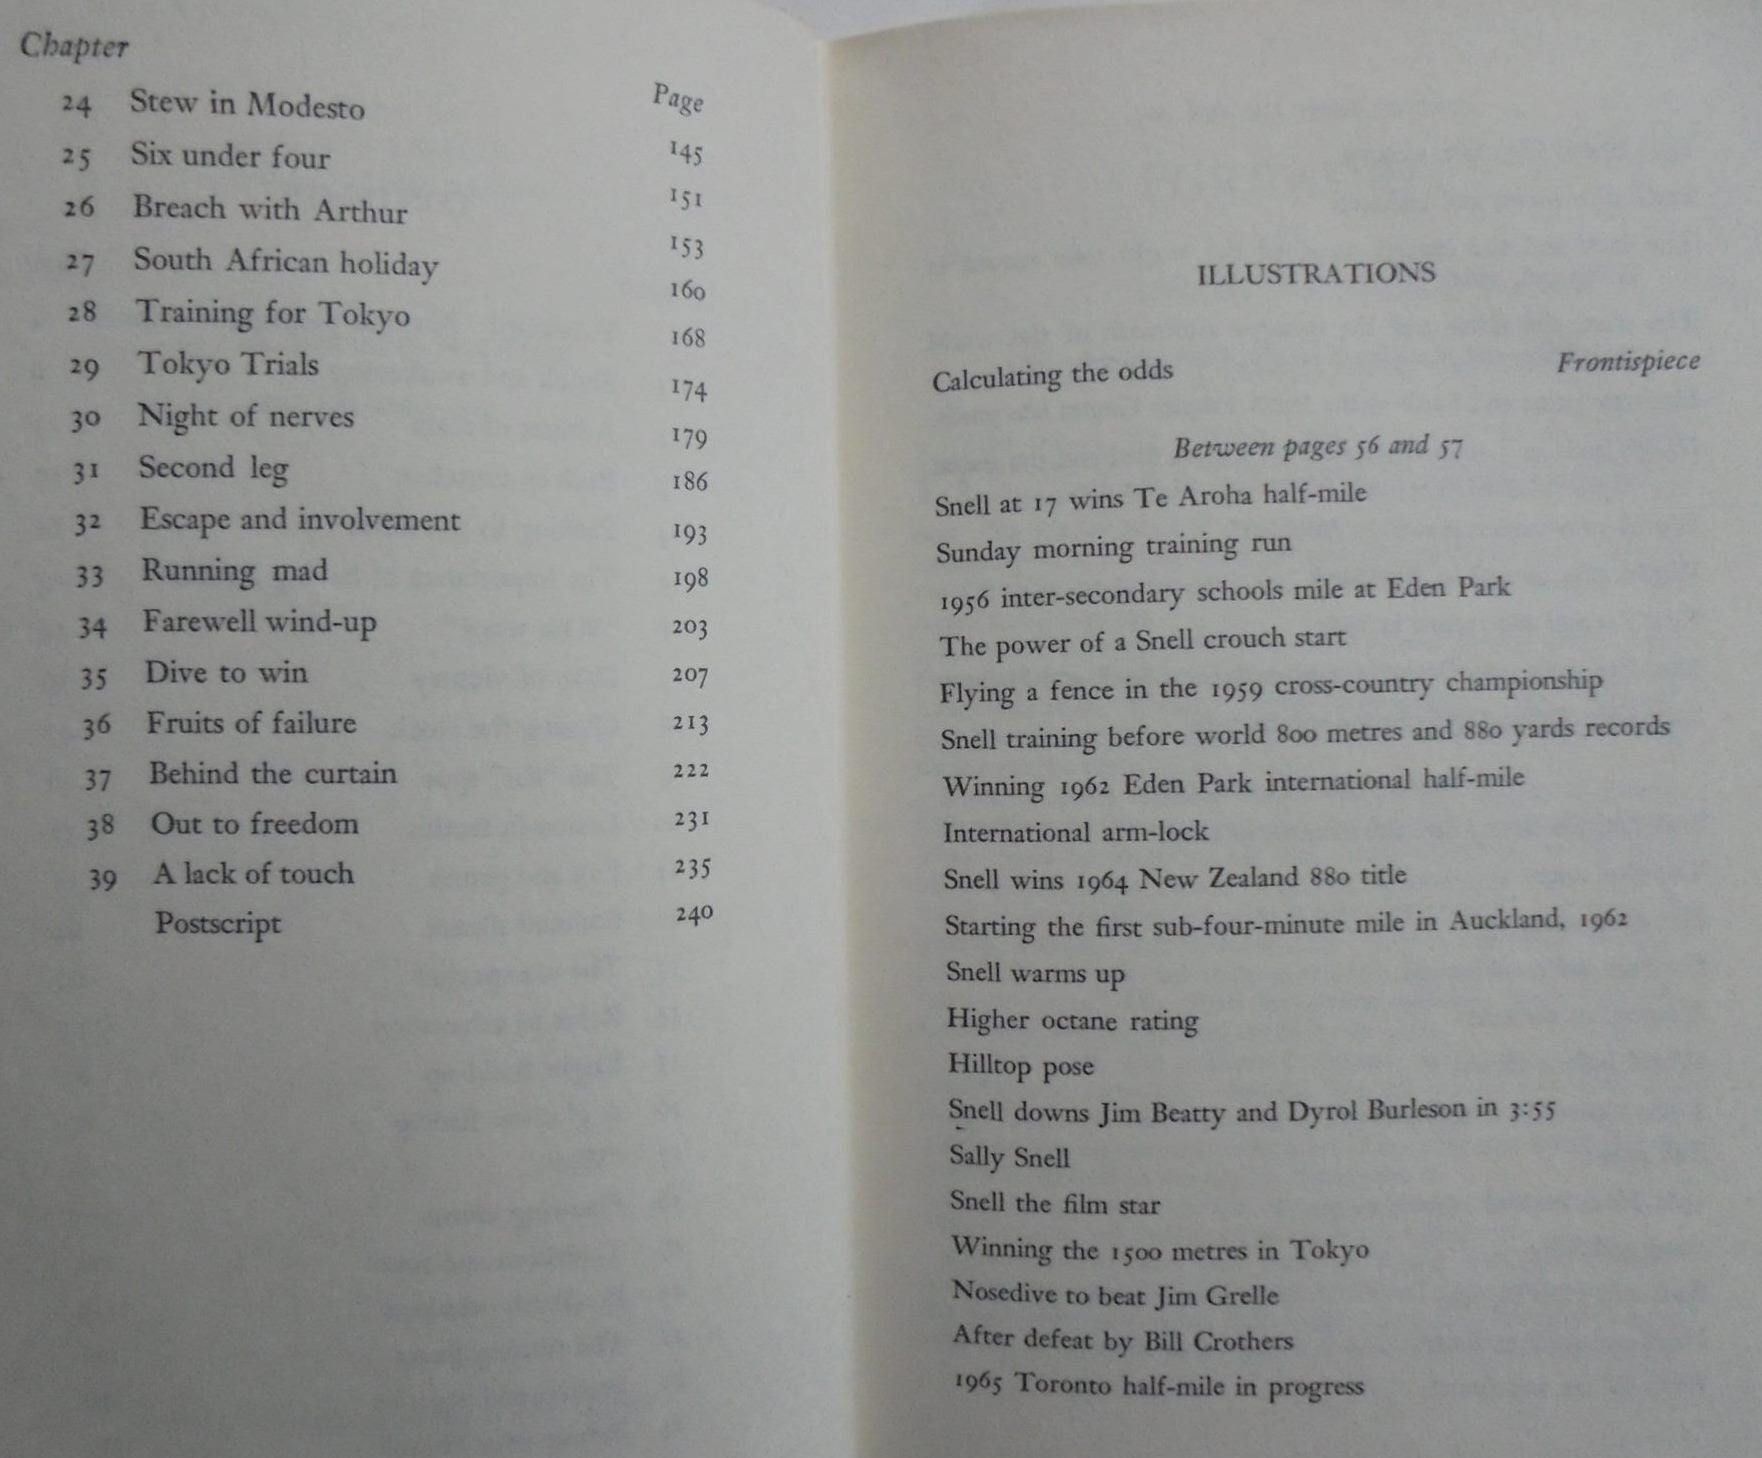 Chapter
Page
24 Stew in Modesto 145
25 Six under four 151
26 Breach with Arthur 153
27 South African holiday 160
28 Training for Tokyo 168
29 Tokyo Trials 174
30 Night of nerves 179
31 Second leg 186
32 Escape and involvement 193
33 Running mad 198
34 Farewell wind-up 203
35 Dive to win 207
36 Fruits of failure 213
37 Behind the curtain 222
38 Out to freedom 231
39 A lack of touch 235
Postscript 240
ILLUSTRATIONS
Calculating the odds Frontispiece
Between pages 56 and 57
Snell at 17 wins Te Aroha half-mile
Sunday morning training run
1956 inter-secondary schools mile at Eden Park
The power of a Snell crouch start
Flying a fence in the 1959 cross-country championship
Snell training before world 800 metres and 880 yards records
Winning 1962 Eden Park international half-mile
International arm-lock
Snell wins 1964 New Zealand 880 title
Starting the first sub-four-minute mile in Auckland, 1962
Snell warms up
Higher octane rating
Hilltop pose
Snell downs Jim Beatty and Dyrol Burleson in 3:55
Sally Snell
Snell the film star
Winning the 1500 metres in Tokyo
Nosedive to beat Jim Grelle
After defeat by Bill Crothers
1965 Toronto half-mile in progress